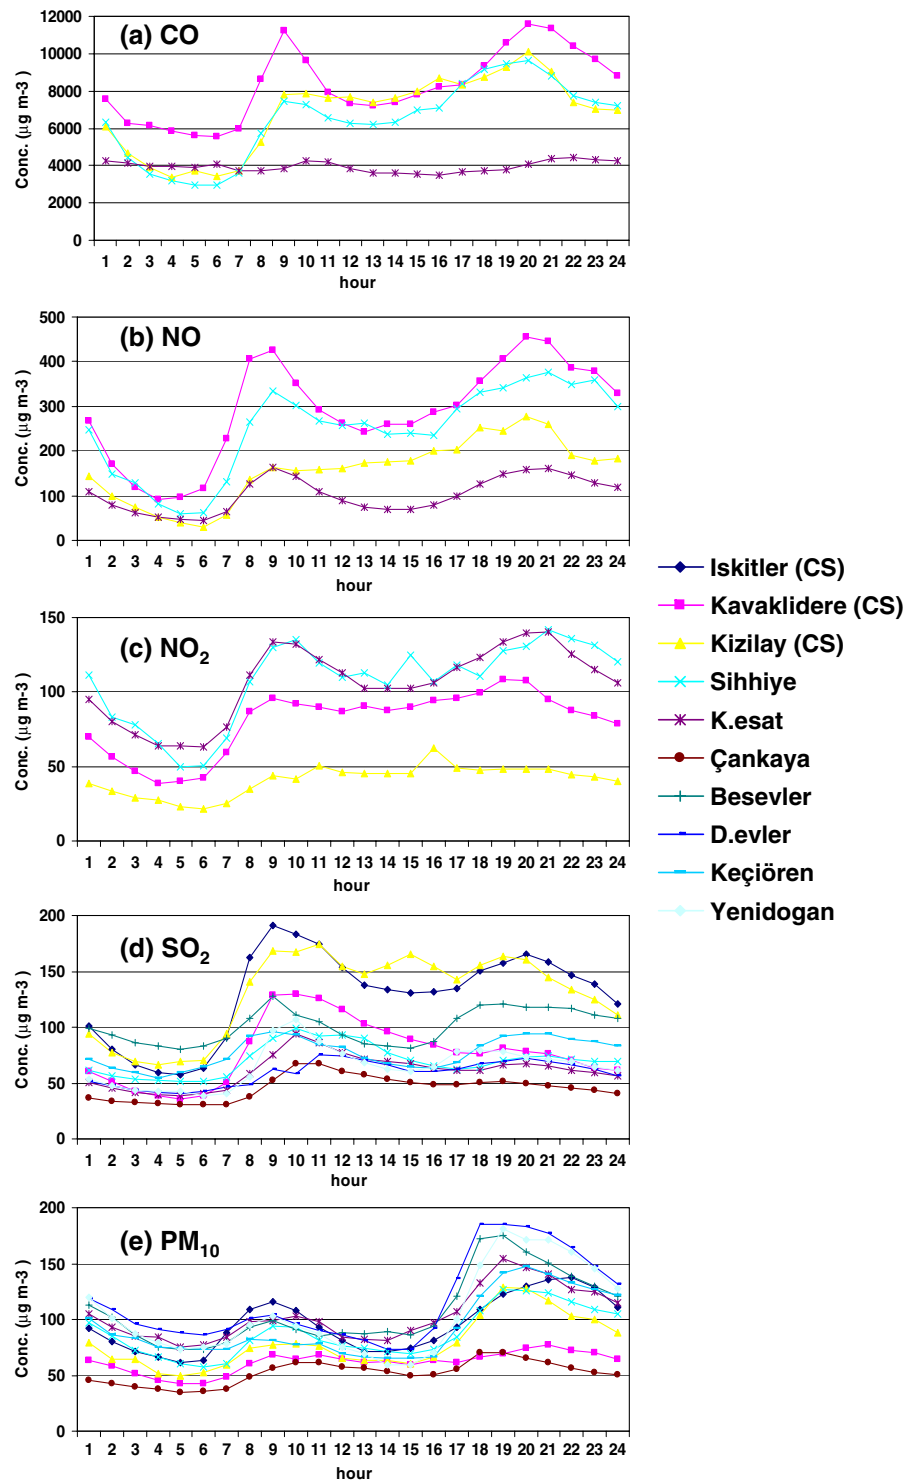 (a) CO
Conc. (µg m-3 )
12000
10000
8000
6000
4000
2000
0
1 2 3 4 5 6 7 8 9 10 11 12 13 14 15 16 17 18 19 20 21 22 23 24
hour
(b) NO
Conc. (µg m-3 )
500
400
300
200
100
0
1 2 3 4 5 6 7 8 9 10 11 12 13 14 15 16 17 18 19 20 21 22 23 24
hour
(c) NO2
Conc. (µg m-3 )
150
100
50
0
1 2 3 4 5 6 7 8 9 10 11 12 13 14 15 16 17 18 19 20 21 22 23 24
hour
(d) SO2
Conc. (µg m-3 )
200
150
100
50
0
1 2 3 4 5 6 7 8 9 10 11 12 13 14 15 16 17 18 19 20 21 22 23 24
hour
(e) PM10
Conc. (µg m-3 )
200
150
100
50
0
1 2 3 4 5 6 7 8 9 10 11 12 13 14 15 16 17 18 19 20 21 22 23 24
hour
Iskitler (CS)
Kavaklidere (CS)
Kizilay (CS)
Sihhiye
K.esat
Çankaya
Besevler
D.evler
Keçiören
Yenidogan